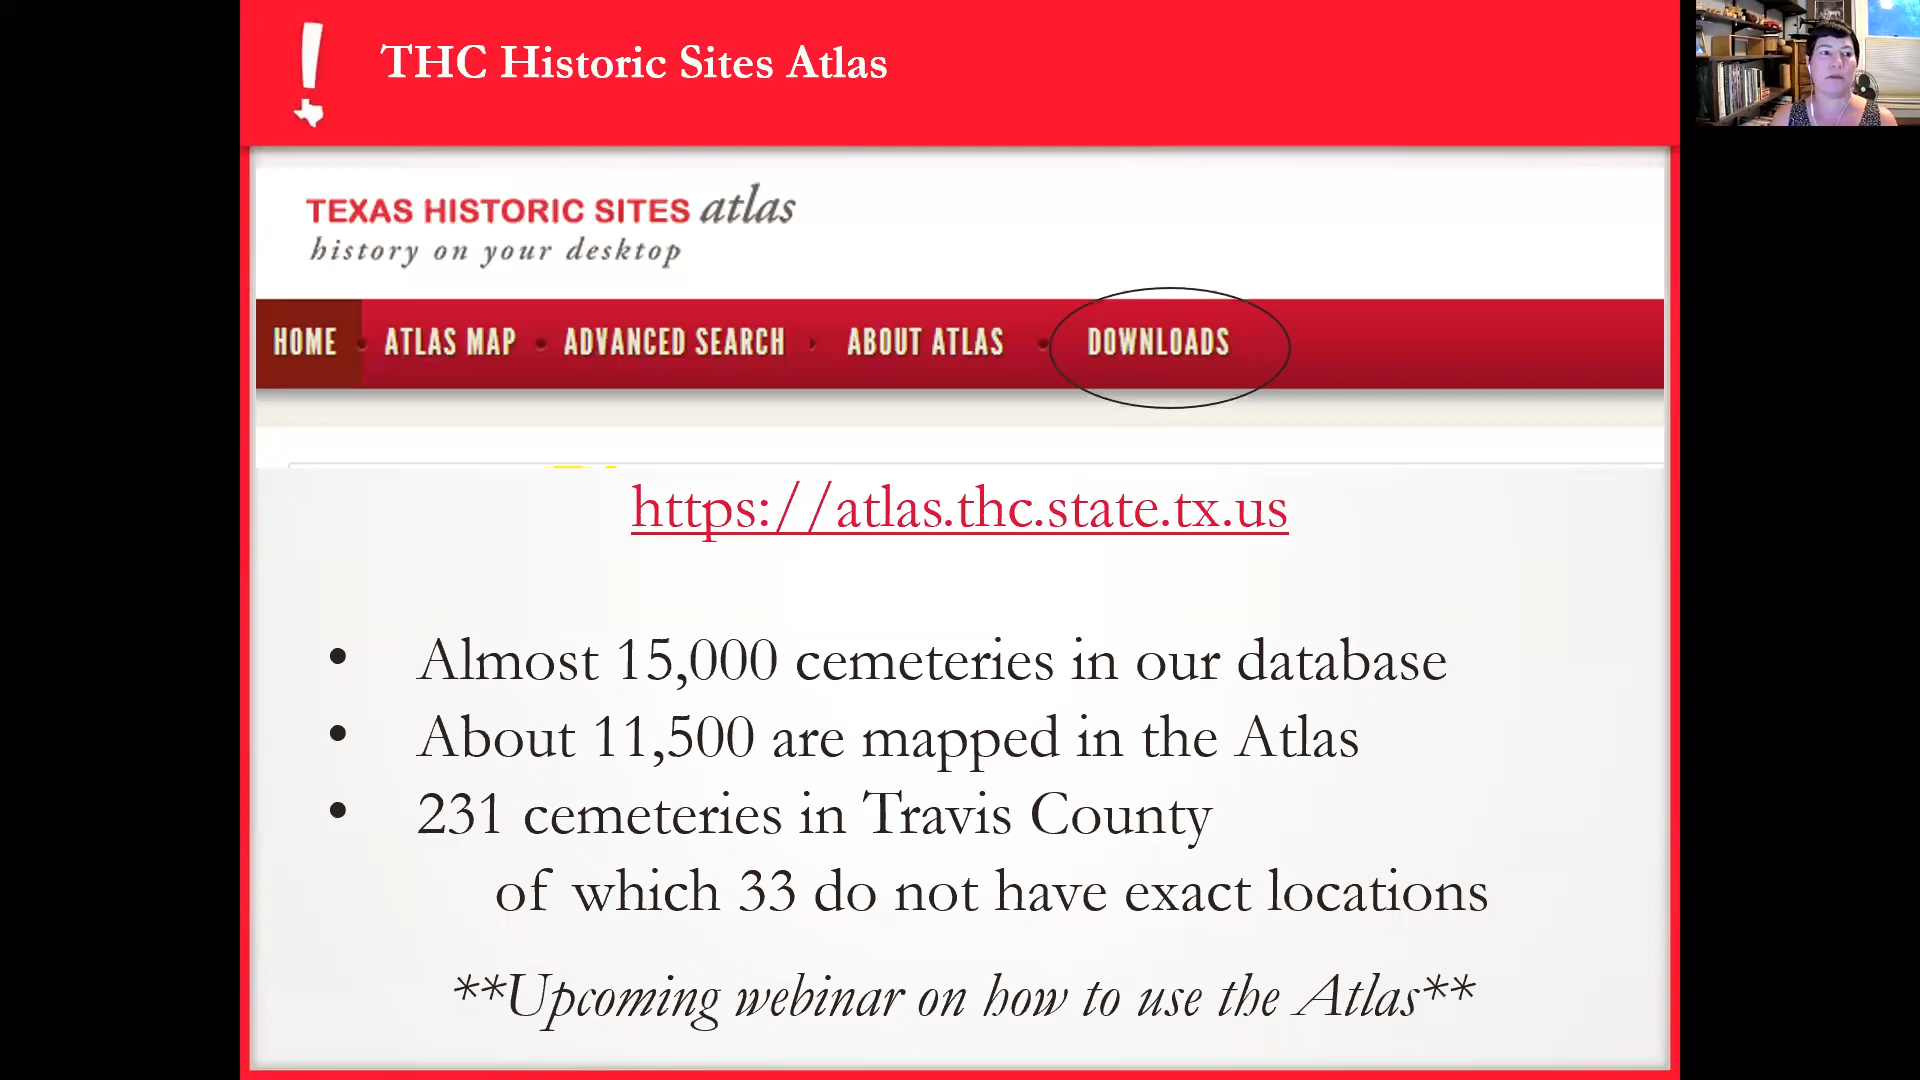 THC Historic Sites Atlas
TEXAS HISTORIC SITES atlas
history on your desktop
HOME • ATLAS MAP • ADVANCED SEARCH • ABOUT ATLAS • DOWNLOADS
https://atlas.thc.state.tx.us
• Almost 15,000 cemeteries in our database
• About 11,500 are mapped in the Atlas
• 231 cemeteries in Travis County
of which 33 do not have exact locations
**Upcoming webinar on how to use the Atlas**